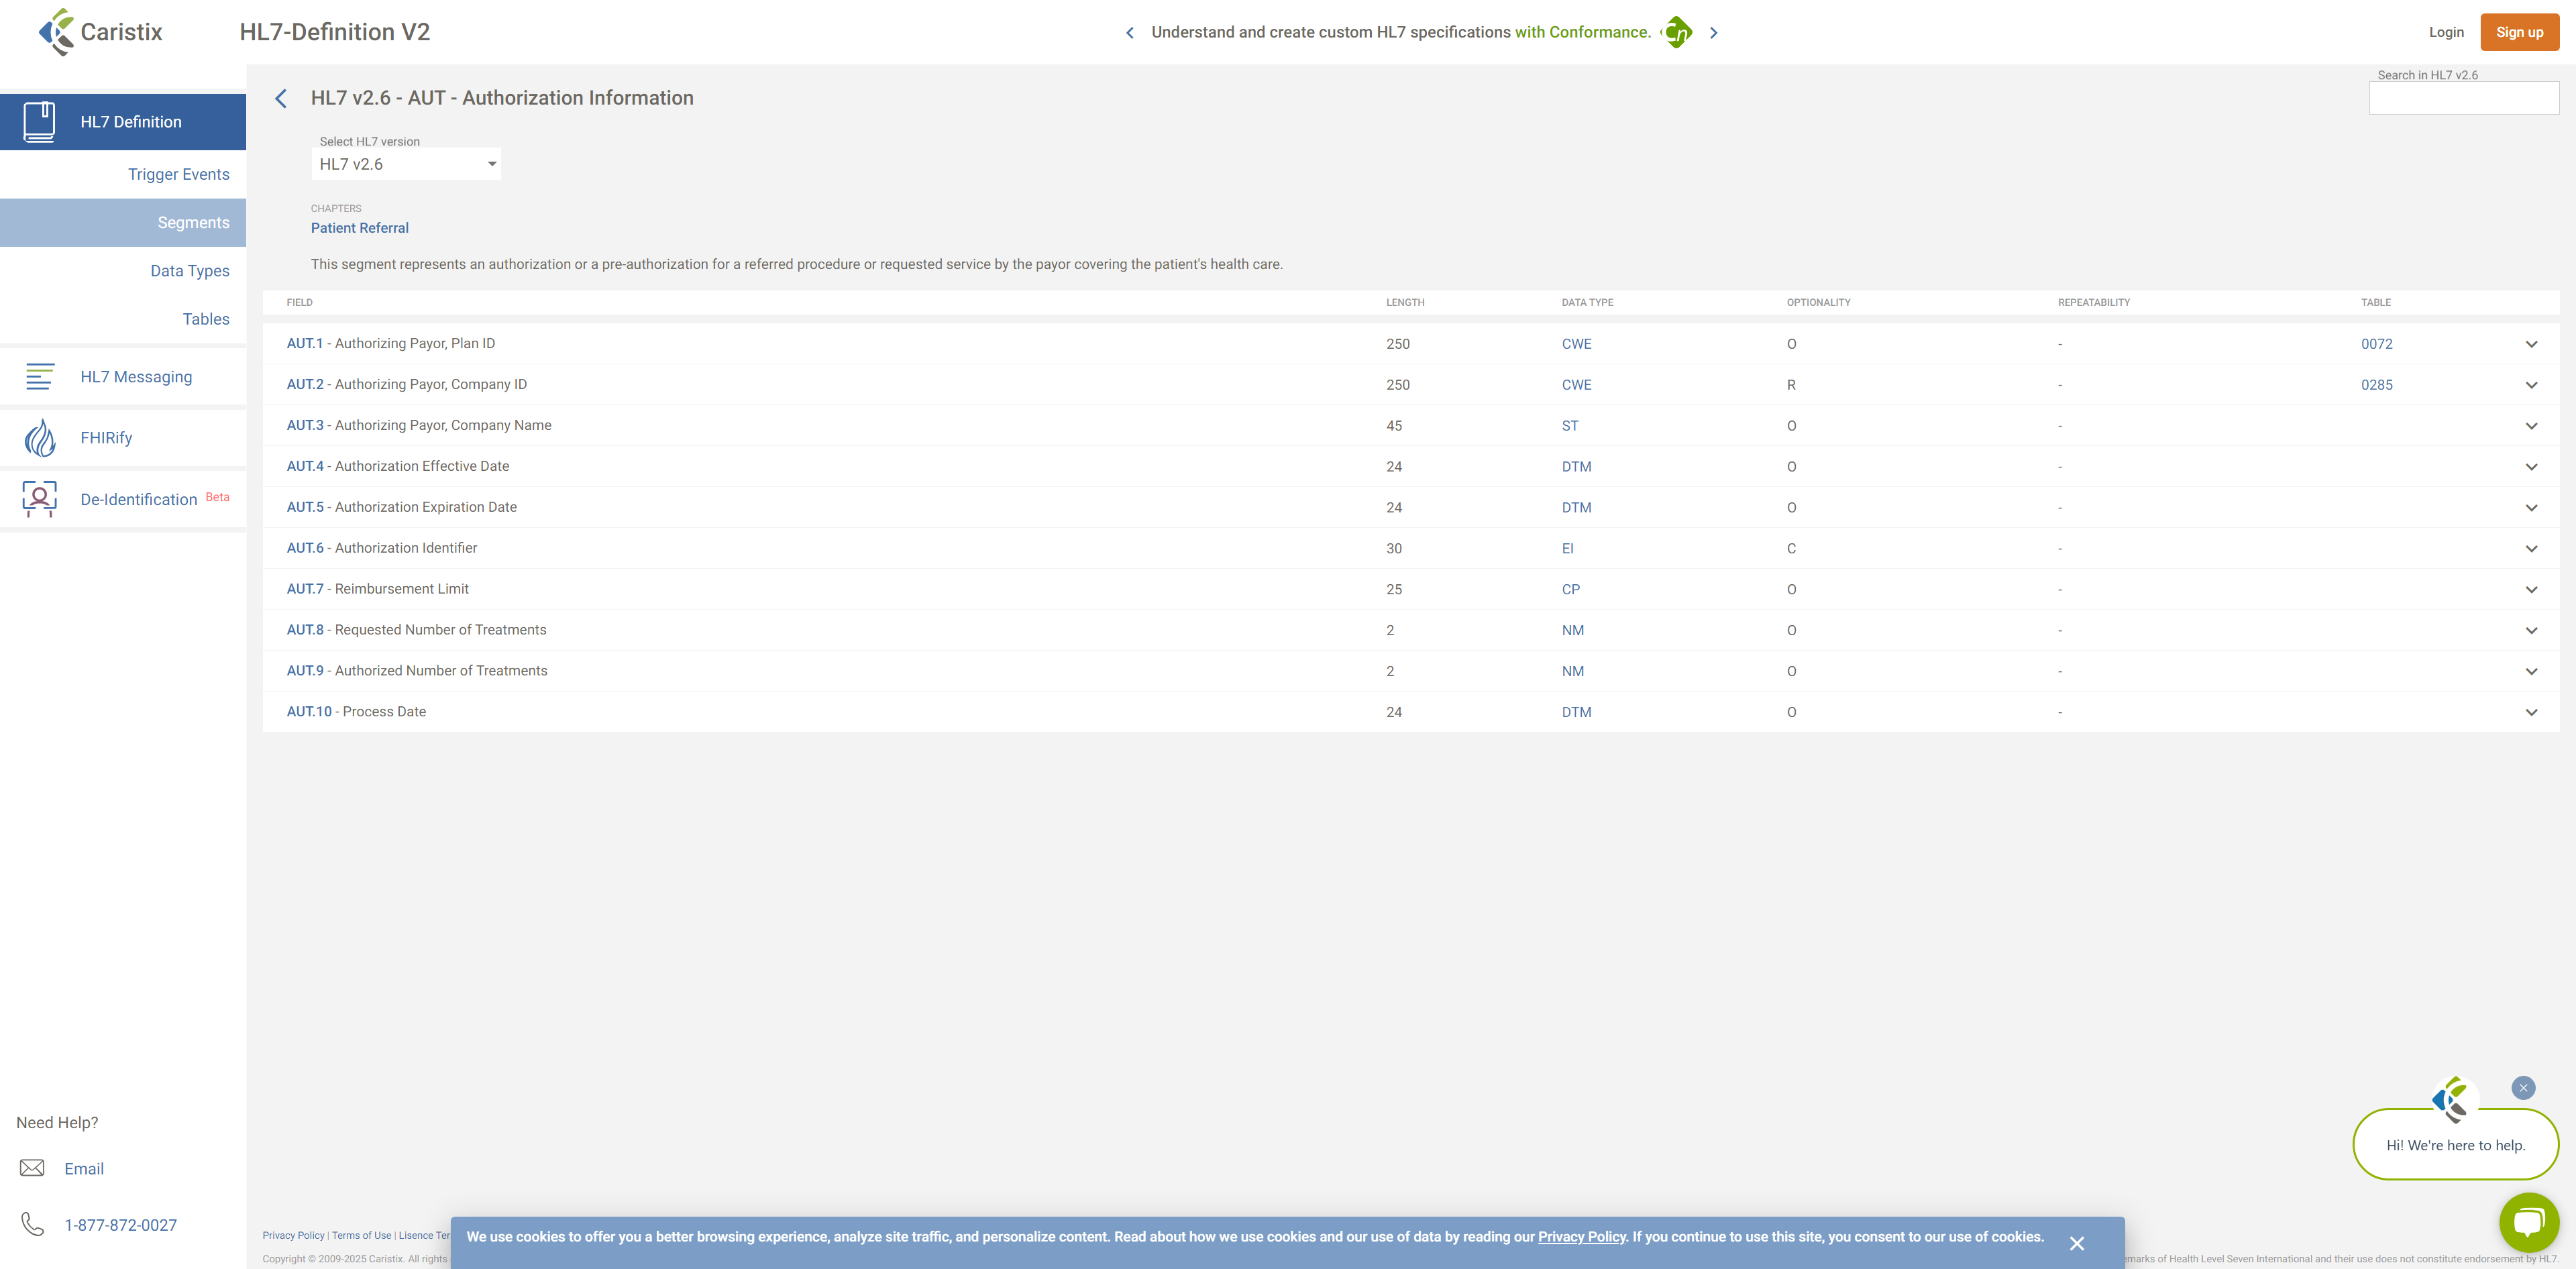 Caristix
HL7-Definition V2
Understand and create custom HL7 specifications with Conformance. Cn
Login
Sign up
HL7 Definition
Trigger Events
Segments
Data Types
Tables
HL7 Messaging
FHIRify
De-Identification Beta
Need Help?
Email
1-877-872-0027
HL7 v2.6 - AUT - Authorization Information
Search in HL7 v2.6
Select HL7 version
HL7 v2.6
CHAPTERS
Patient Referral
This segment represents an authorization or a pre-authorization for a referred procedure or requested service by the payor covering the patient's health care.
FIELD LENGTH DATA TYPE OPTIONALITY REPEATABILITY TABLE
AUT.1 - Authorizing Payor, Plan ID 250 CWE O - 0072
AUT.2 - Authorizing Payor, Company ID 250 CWE R - 0285
AUT.3 - Authorizing Payor, Company Name 45 ST O -
AUT.4 - Authorization Effective Date 24 DTM O -
AUT.5 - Authorization Expiration Date 24 DTM O -
AUT.6 - Authorization Identifier 30 EI C -
AUT.7 - Reimbursement Limit 25 CP O -
AUT.8 - Requested Number of Treatments 2 NM O -
AUT.9 - Authorized Number of Treatments 2 NM O -
AUT.10 - Process Date 24 DTM O -
Hi! We're here to help.
Privacy Policy | Terms of Use | Lisence Ter
We use cookies to offer you a better browsing experience, analyze site traffic, and personalize content. Read about how we use cookies and our use of data by reading our Privacy Policy. If you continue to use this site, you consent to our use of cookies.
Copyright © 2009-2025 Caristix. All rights
emarks of Health Level Seven International and their use does not constitute endorsement by HL7.